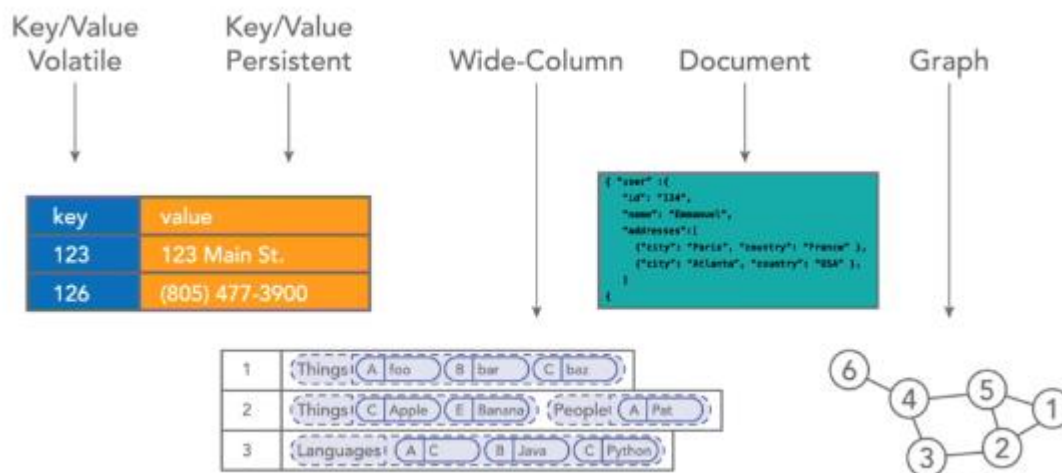 Key/Value
Volatile
Key/Value
Persistent
Wide-Column
Document
Graph
key value
123 123 Main St.
126 (805) 477-3900
{ "user" :{
"id": "124",
"name": "Emmanuel",
"addresses":[
{"city": "Paris", "country": "France" },
{"city": "Atlanta", "country": "USA" },
]
{
1 Things A foo B bar C baz
2 Things C Apple E Banana People A Pat
3 Languages A C B Java C Python
6
4
5
1
3
2